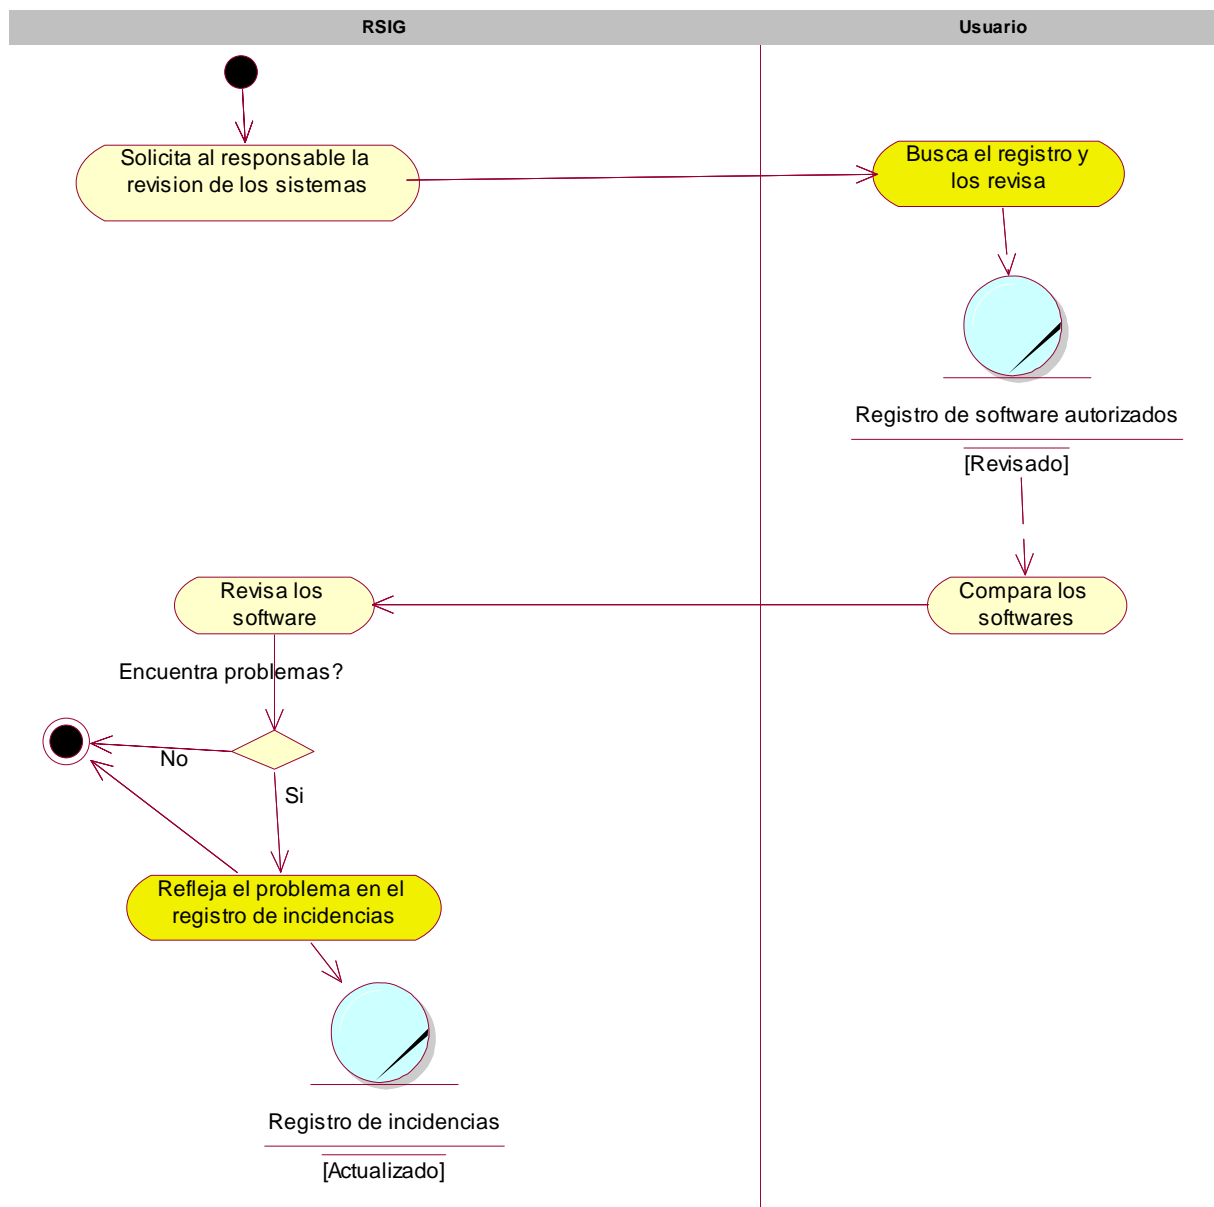 RSIG
Usuario
Solicita al responsable la
revision de los sistemas
Busca el registro y
los revisa
Registro de software autorizados
[Revisado]
Compara los
softwares
Revisa los
software
Encuentra problemas?
No
Si
Refleja el problema en el
registro de incidencias
Registro de incidencias
[Actualizado]